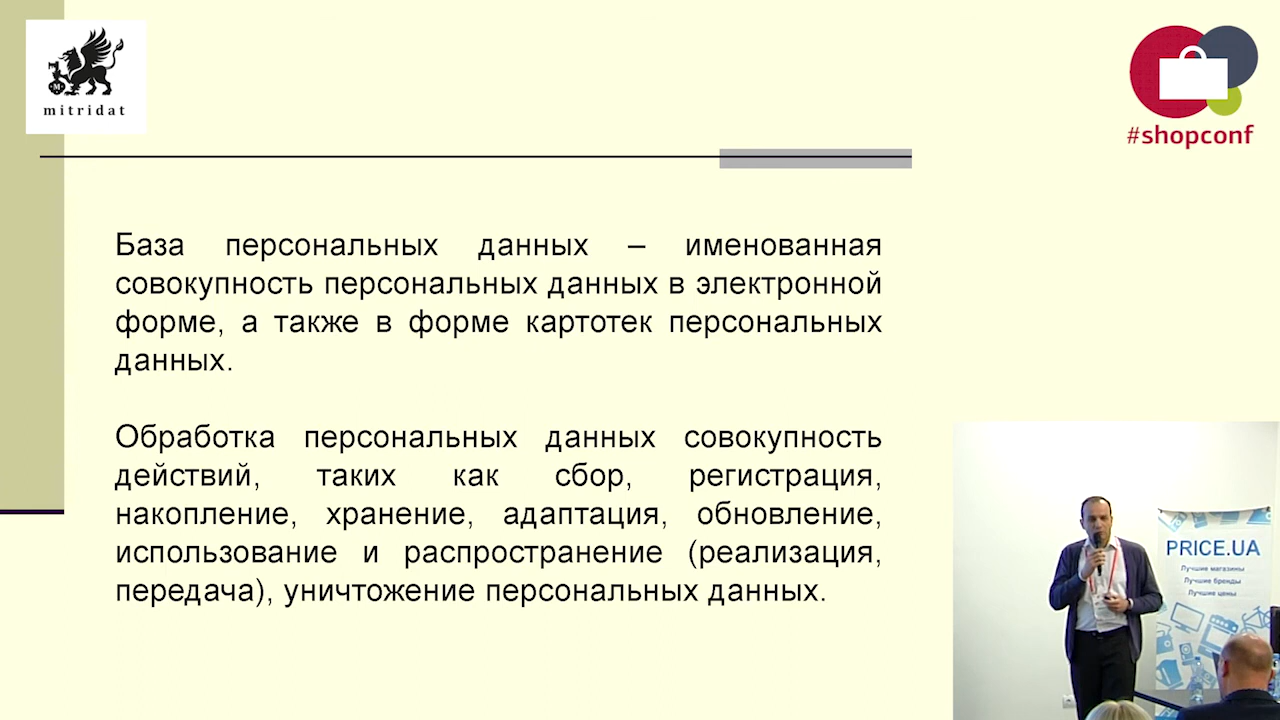 mitridat
#shopconf
База персональных данных – именованная
совокупность персональных данных в электронной
форме, а также в форме картотек персональных
данных.
Обработка персональных данных совокупность
действий, таких как сбор, регистрация,
накопление, хранение, адаптация, обновление,
использование и распространение (реализация,
передача), уничтожение персональных данных.
PRICE.UA
Лучшие магазины
Лучшие бренды
Лучшие цены